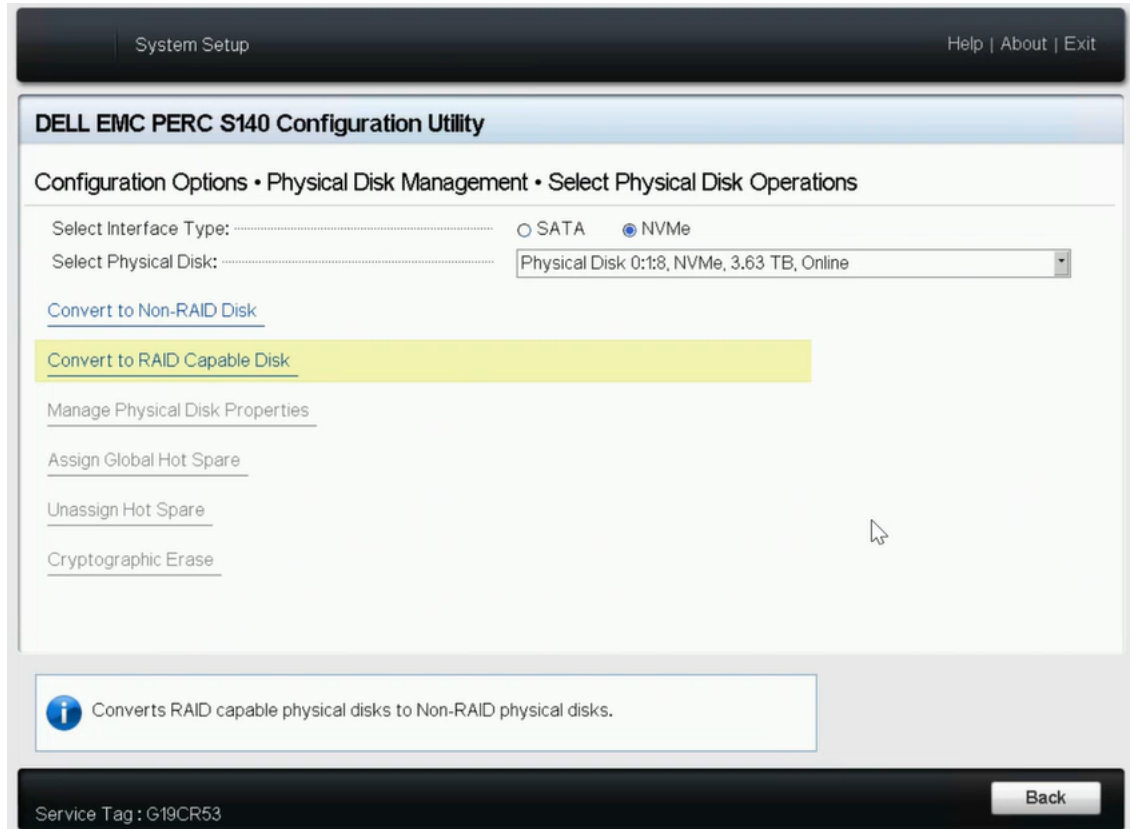 System Setup
Help | About | Exit
DELL EMC PERC S140 Configuration Utility
Configuration Options • Physical Disk Management • Select Physical Disk Operations
Select Interface Type: SATA NVMe
Select Physical Disk: Physical Disk 0:1:8, NVMe, 3.63 TB, Online
Convert to Non-RAID Disk
Convert to RAID Capable Disk
Manage Physical Disk Properties
Assign Global Hot Spare
Unassign Hot Spare
Cryptographic Erase
Converts RAID capable physical disks to Non-RAID physical disks.
Service Tag : G19CR53
Back